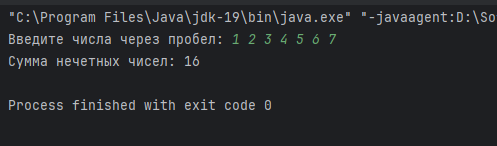 "C:\Program Files\Java\jdk-19\bin\java.exe" "-javaagent:D:\So
Введите числа через пробел: 1 2 3 4 5 6 7
Сумма нечетных чисел: 16
Process finished with exit code 0